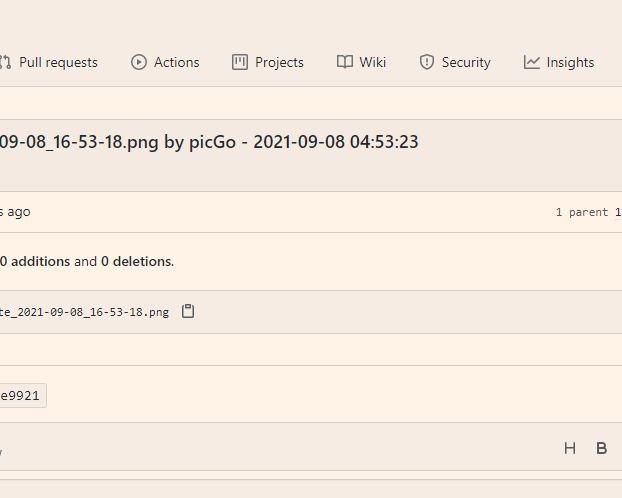 Pull requests Actions Projects Wiki Security Insights
09-08_16-53-18.png by picGo - 2021-09-08 04:53:23
s ago 1 parent 1
0 additions and 0 deletions.
te_2021-09-08_16-53-18.png
e9921
H B